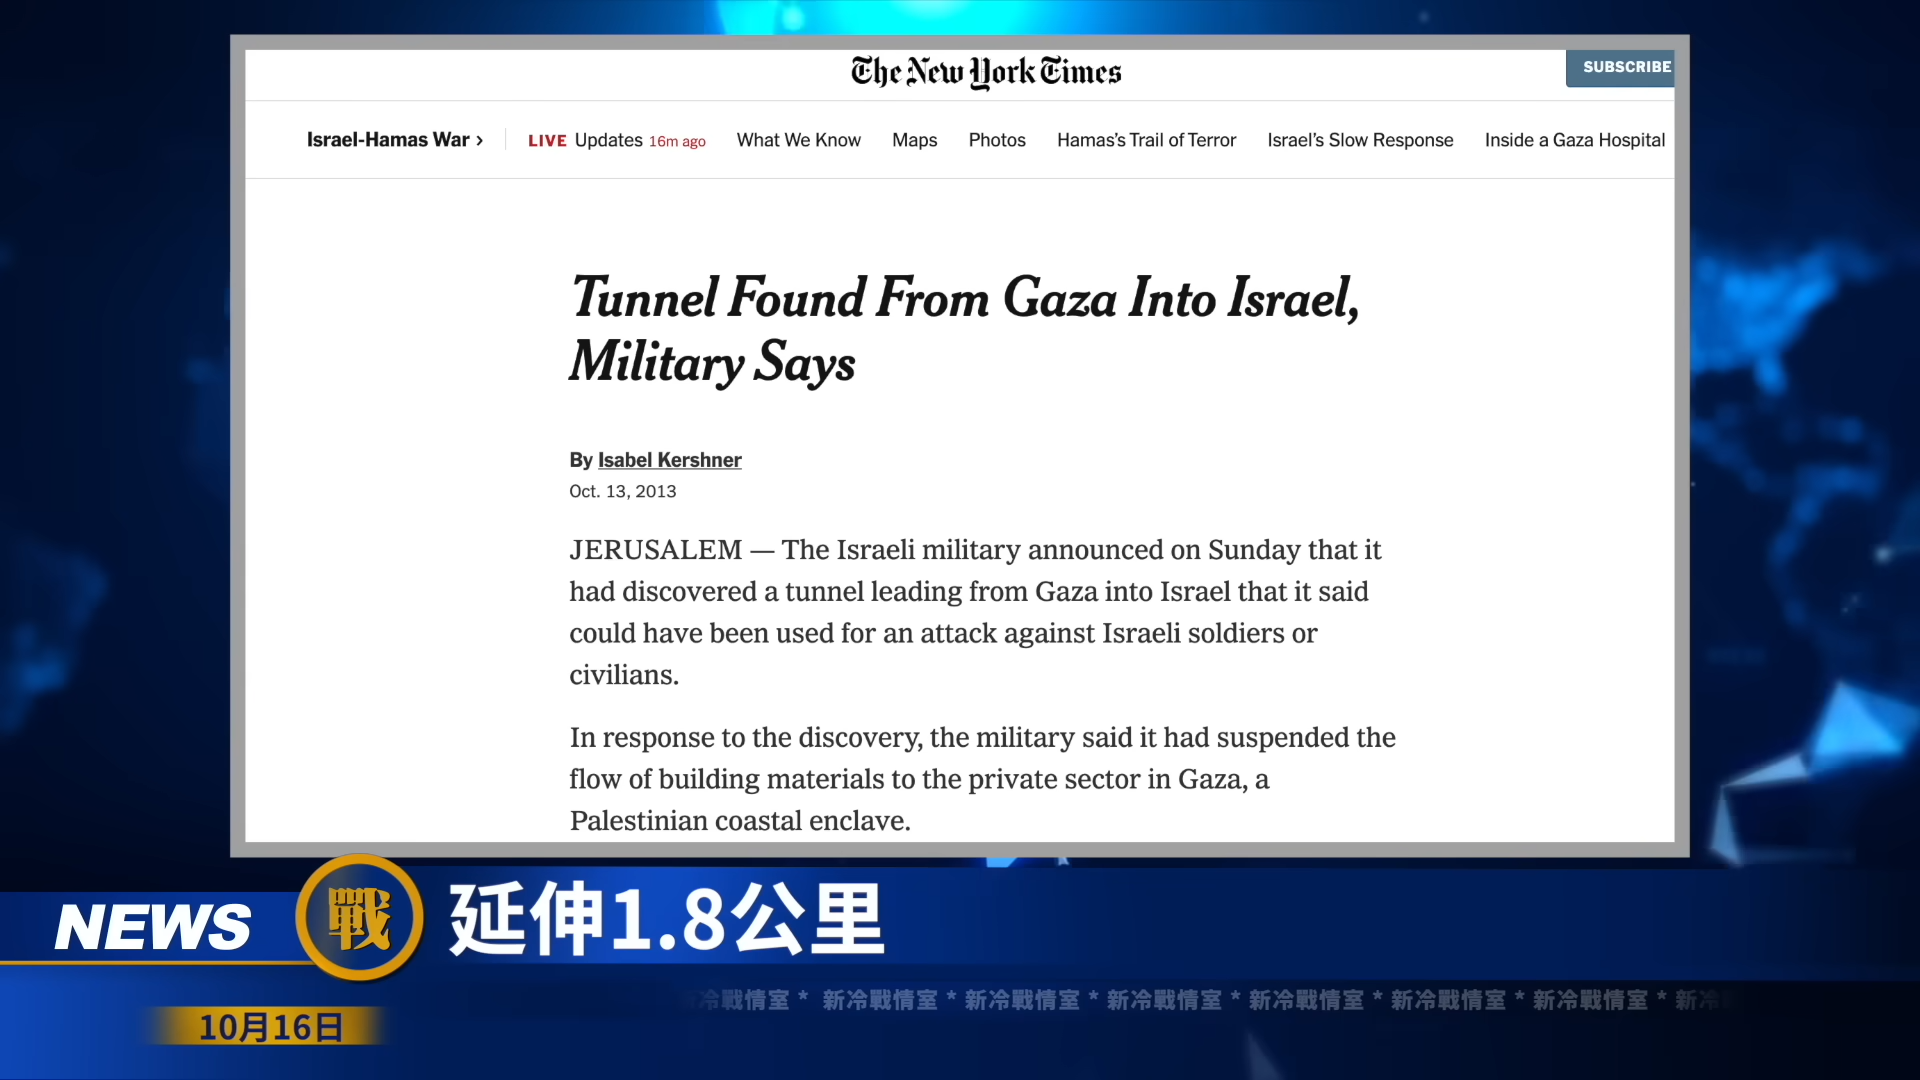 The New York Times
SUBSCRIBE
Israel-Hamas War ›
LIVE Updates 16m ago
What We Know
Maps
Photos
Hamas's Trail of Terror
Israel's Slow Response
Inside a Gaza Hospital
Tunnel Found From Gaza Into Israel,
Military Says
By Isabel Kershner
Oct. 13, 2013
JERUSALEM — The Israeli military announced on Sunday that it
had discovered a tunnel leading from Gaza into Israel that it said
could have been used for an attack against Israeli soldiers or
civilians.
In response to the discovery, the military said it had suspended the
flow of building materials to the private sector in Gaza, a
Palestinian coastal enclave.
NEWS
戰
延伸1.8公里
冷戰情室 * 新冷戰情室 * 新冷戰情室 * 新冷戰情室 * 新冷戰情室 * 新冷戰情室 * 新冷戰情室 * 新冷
10月16日